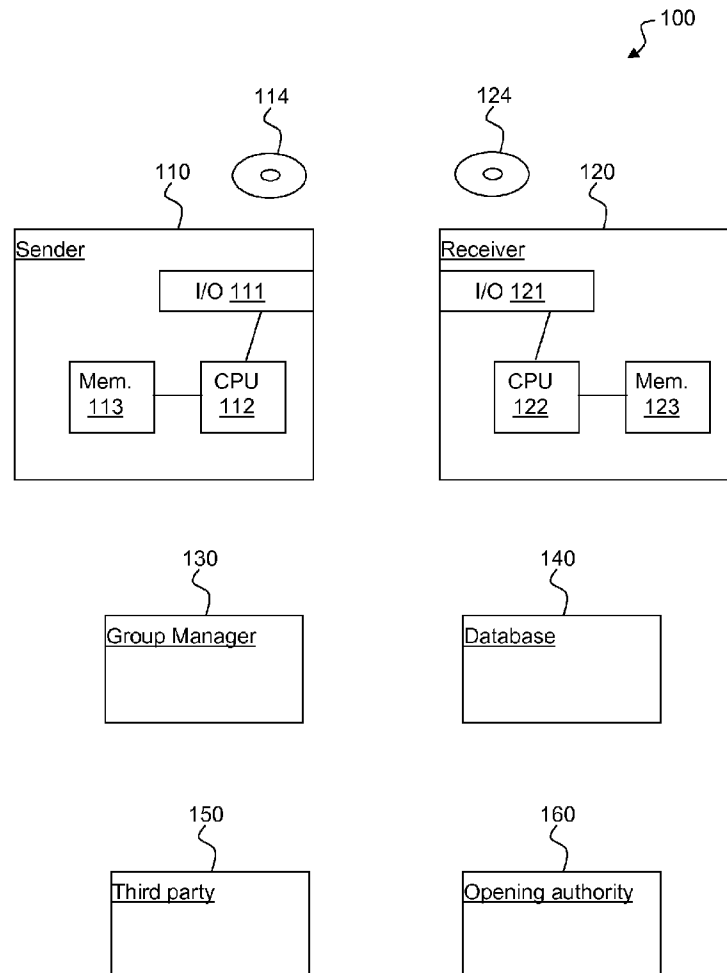 100
114
124
110
120
Sender
Receiver
I/O 111
I/O 121
Mem.
113
CPU
112
CPU
122
Mem.
123
130
140
Group Manager
Database
150
160
Third party
Opening authority